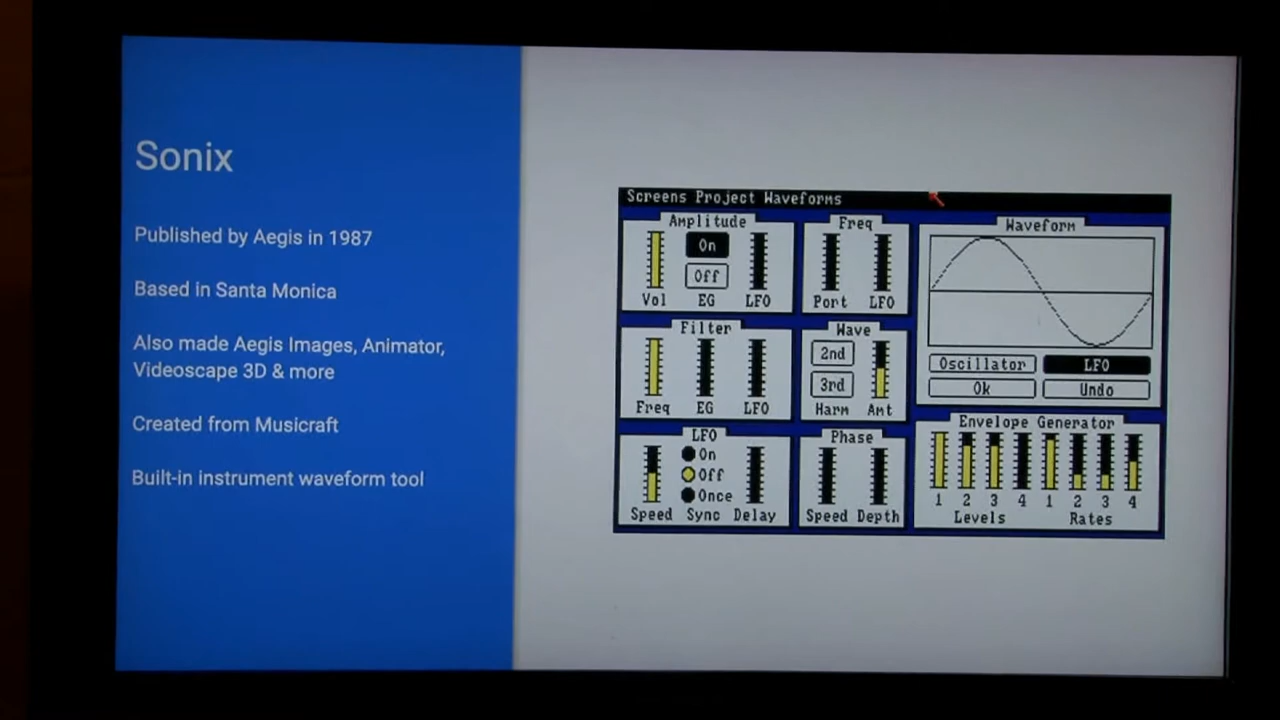 Sonix
Published by Aegis in 1987
Based in Santa Monica
Also made Aegis Images, Animator,
Videoscape 3D & more
Created from Musicraft
Built-in instrument waveform tool
Screens Project Waveforms
Amplitude
On
Off
Vol EG LFO
Freq
Port LFO
Waveform
Oscillator LFO
Ok Undo
Filter
Freq EG LFO
Wave
2nd
3rd
Harm Amt
LFO
On
Off
Once
Speed Sync Delay
Phase
Speed Depth
Envelope Generator
1 2 3 4 1 2 3 4
Levels Rates